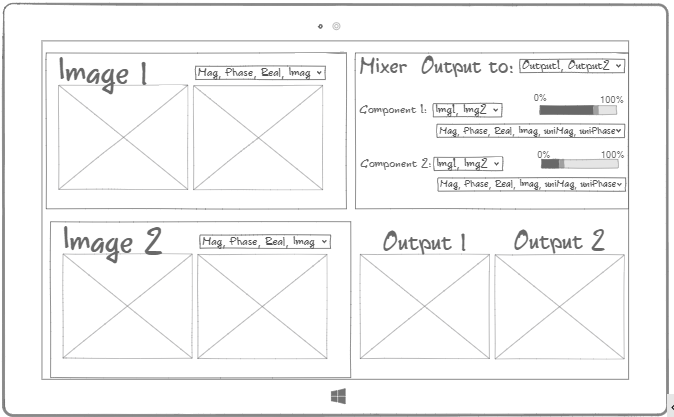 Image 1
Mag, Phase, Real, Imag
Mixer Output to: Output1, Output2
Component 1: Img1, Img2
0% 100%
Mag, Phase, Real, Imag, uniMag, uniPhase
Component 2: Img1, Img2
0% 100%
Mag, Phase, Real, Imag, uniMag, uniPhase
Image 2
Mag, Phase, Real, Imag
Output 1
Output 2